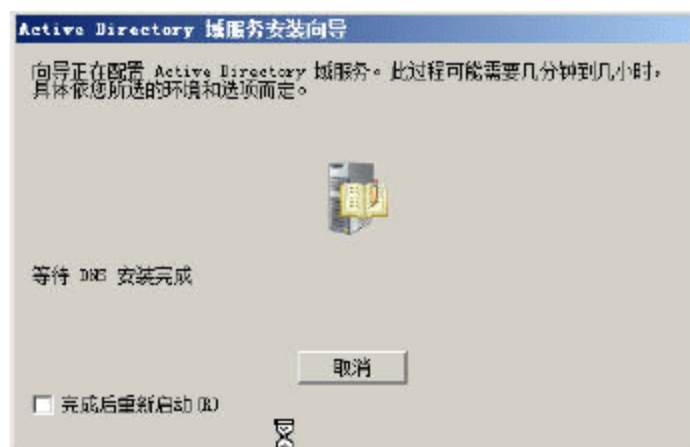 Active Directory 域服务安装向导
向导正在配置 Active Directory 域服务。此过程可能需要几分钟到几小时,
具体依您所选的环境和选项而定。
等待 DNS 安装完成
取消
完成后重新启动(R)